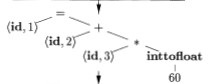 =
⟨id, 1⟩ +
⟨id, 2⟩ *
⟨id, 3⟩ inttofloat
60